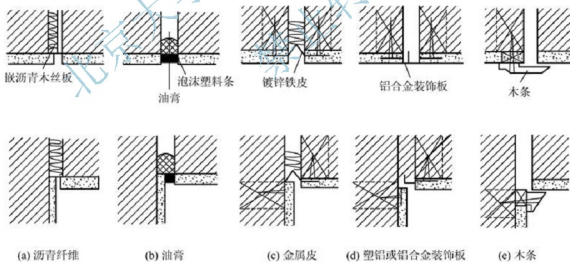 嵌沥青木丝板
泡沫塑料条
油膏
镀锌铁皮
铝合金装饰板
木条
(a) 沥青纤维
(b) 油膏
(c) 金属皮
(d) 塑铝或铝合金装饰板
(e) 木条